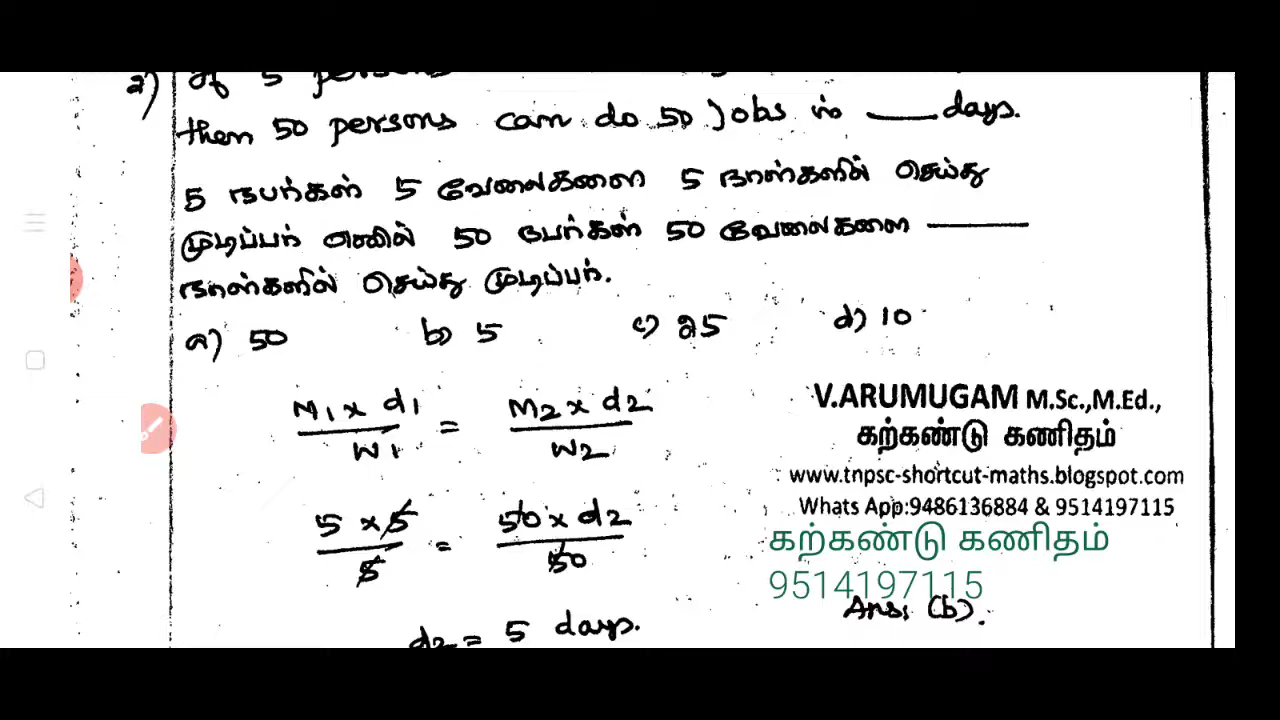 2) If 5 persons
then 50 persons can do 50 Jobs in ____ days.
5 நபர்கள் 5 வேலைகளை 5 நாள்களில் செய்து
முடிப்பர் எனில் 50 பேர்கள் 50 வேலைகளை ____
நாள்களில் செய்து முடிப்பர்.
a) 50 b) 5 c) 25 d) 10
M1 x d1 / W1 = M2 x d2 / W2
5 x 5 / 5 = 50 x d2 / 50
d2 = 5 days.
V.ARUMUGAM M.Sc.,M.Ed.,
கற்கண்டு கணிதம்
www.tnpsc-shortcut-maths.blogspot.com
Whats App:9486136884 & 9514197115
கற்கண்டு கணிதம்
9514197115
Ans: (b).